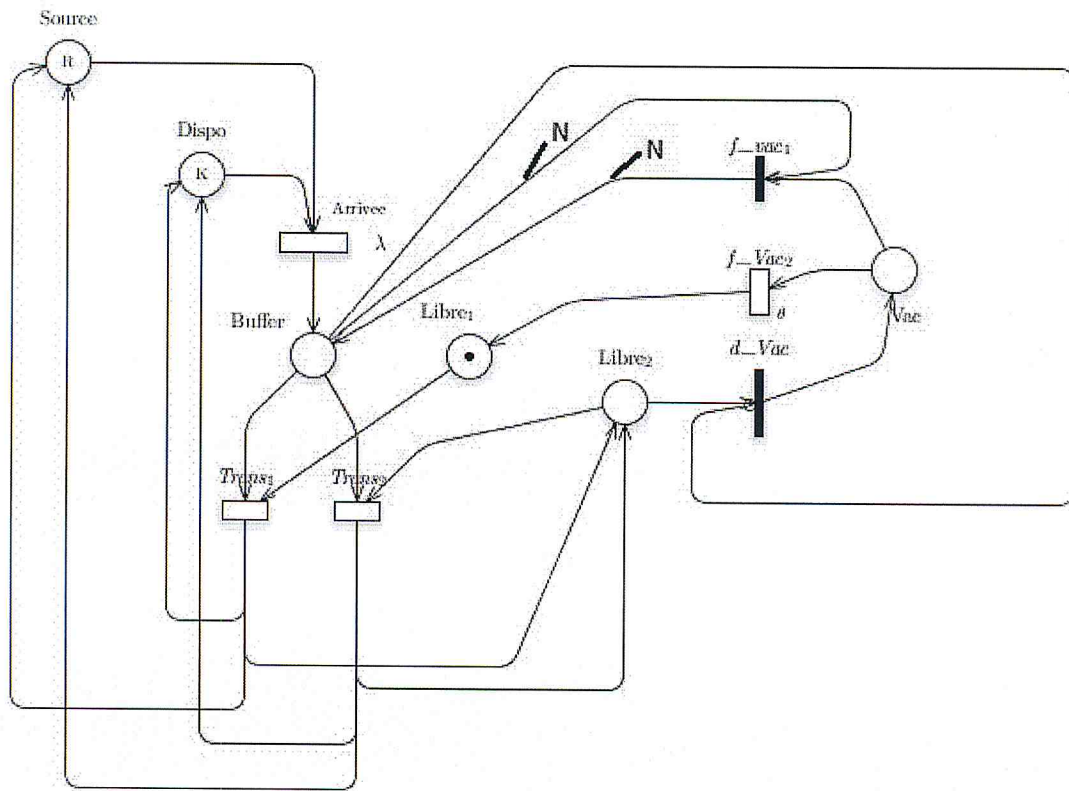 Source
R
Dispo
K
Arrivee
λ
N
N
f_vac₁
f_Vac₂
θ
Vac
d_Vac
Buffer
Libre₁
Libre₂
Trans₁
Trans₂